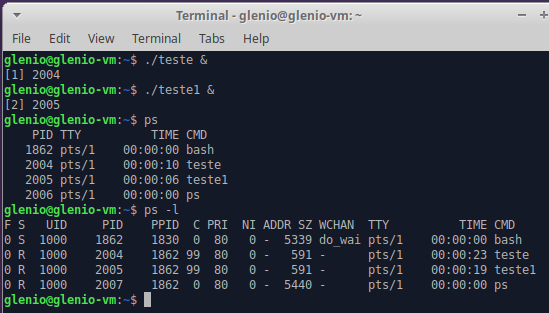 Terminal - glenio@glenio-vm: ~
File Edit View Terminal Tabs Help
glenio@glenio-vm:~$ ./teste &
[1] 2004
glenio@glenio-vm:~$ ./teste1 &
[2] 2005
glenio@glenio-vm:~$ ps
    PID TTY          TIME CMD
   1862 pts/1    00:00:00 bash
   2004 pts/1    00:00:10 teste
   2005 pts/1    00:00:06 teste1
   2006 pts/1    00:00:00 ps
glenio@glenio-vm:~$ ps -l
F S   UID     PID    PPID  C PRI  NI ADDR SZ WCHAN  TTY          TIME CMD
0 S  1000    1862    1830  0  80   0 -  5339 do_wai pts/1    00:00:00 bash
0 R  1000    2004    1862 99  80   0 -   591 -      pts/1    00:00:23 teste
0 R  1000    2005    1862 99  80   0 -   591 -      pts/1    00:00:19 teste1
0 R  1000    2007    1862  0  80   0 -  5440 -      pts/1    00:00:00 ps
glenio@glenio-vm:~$